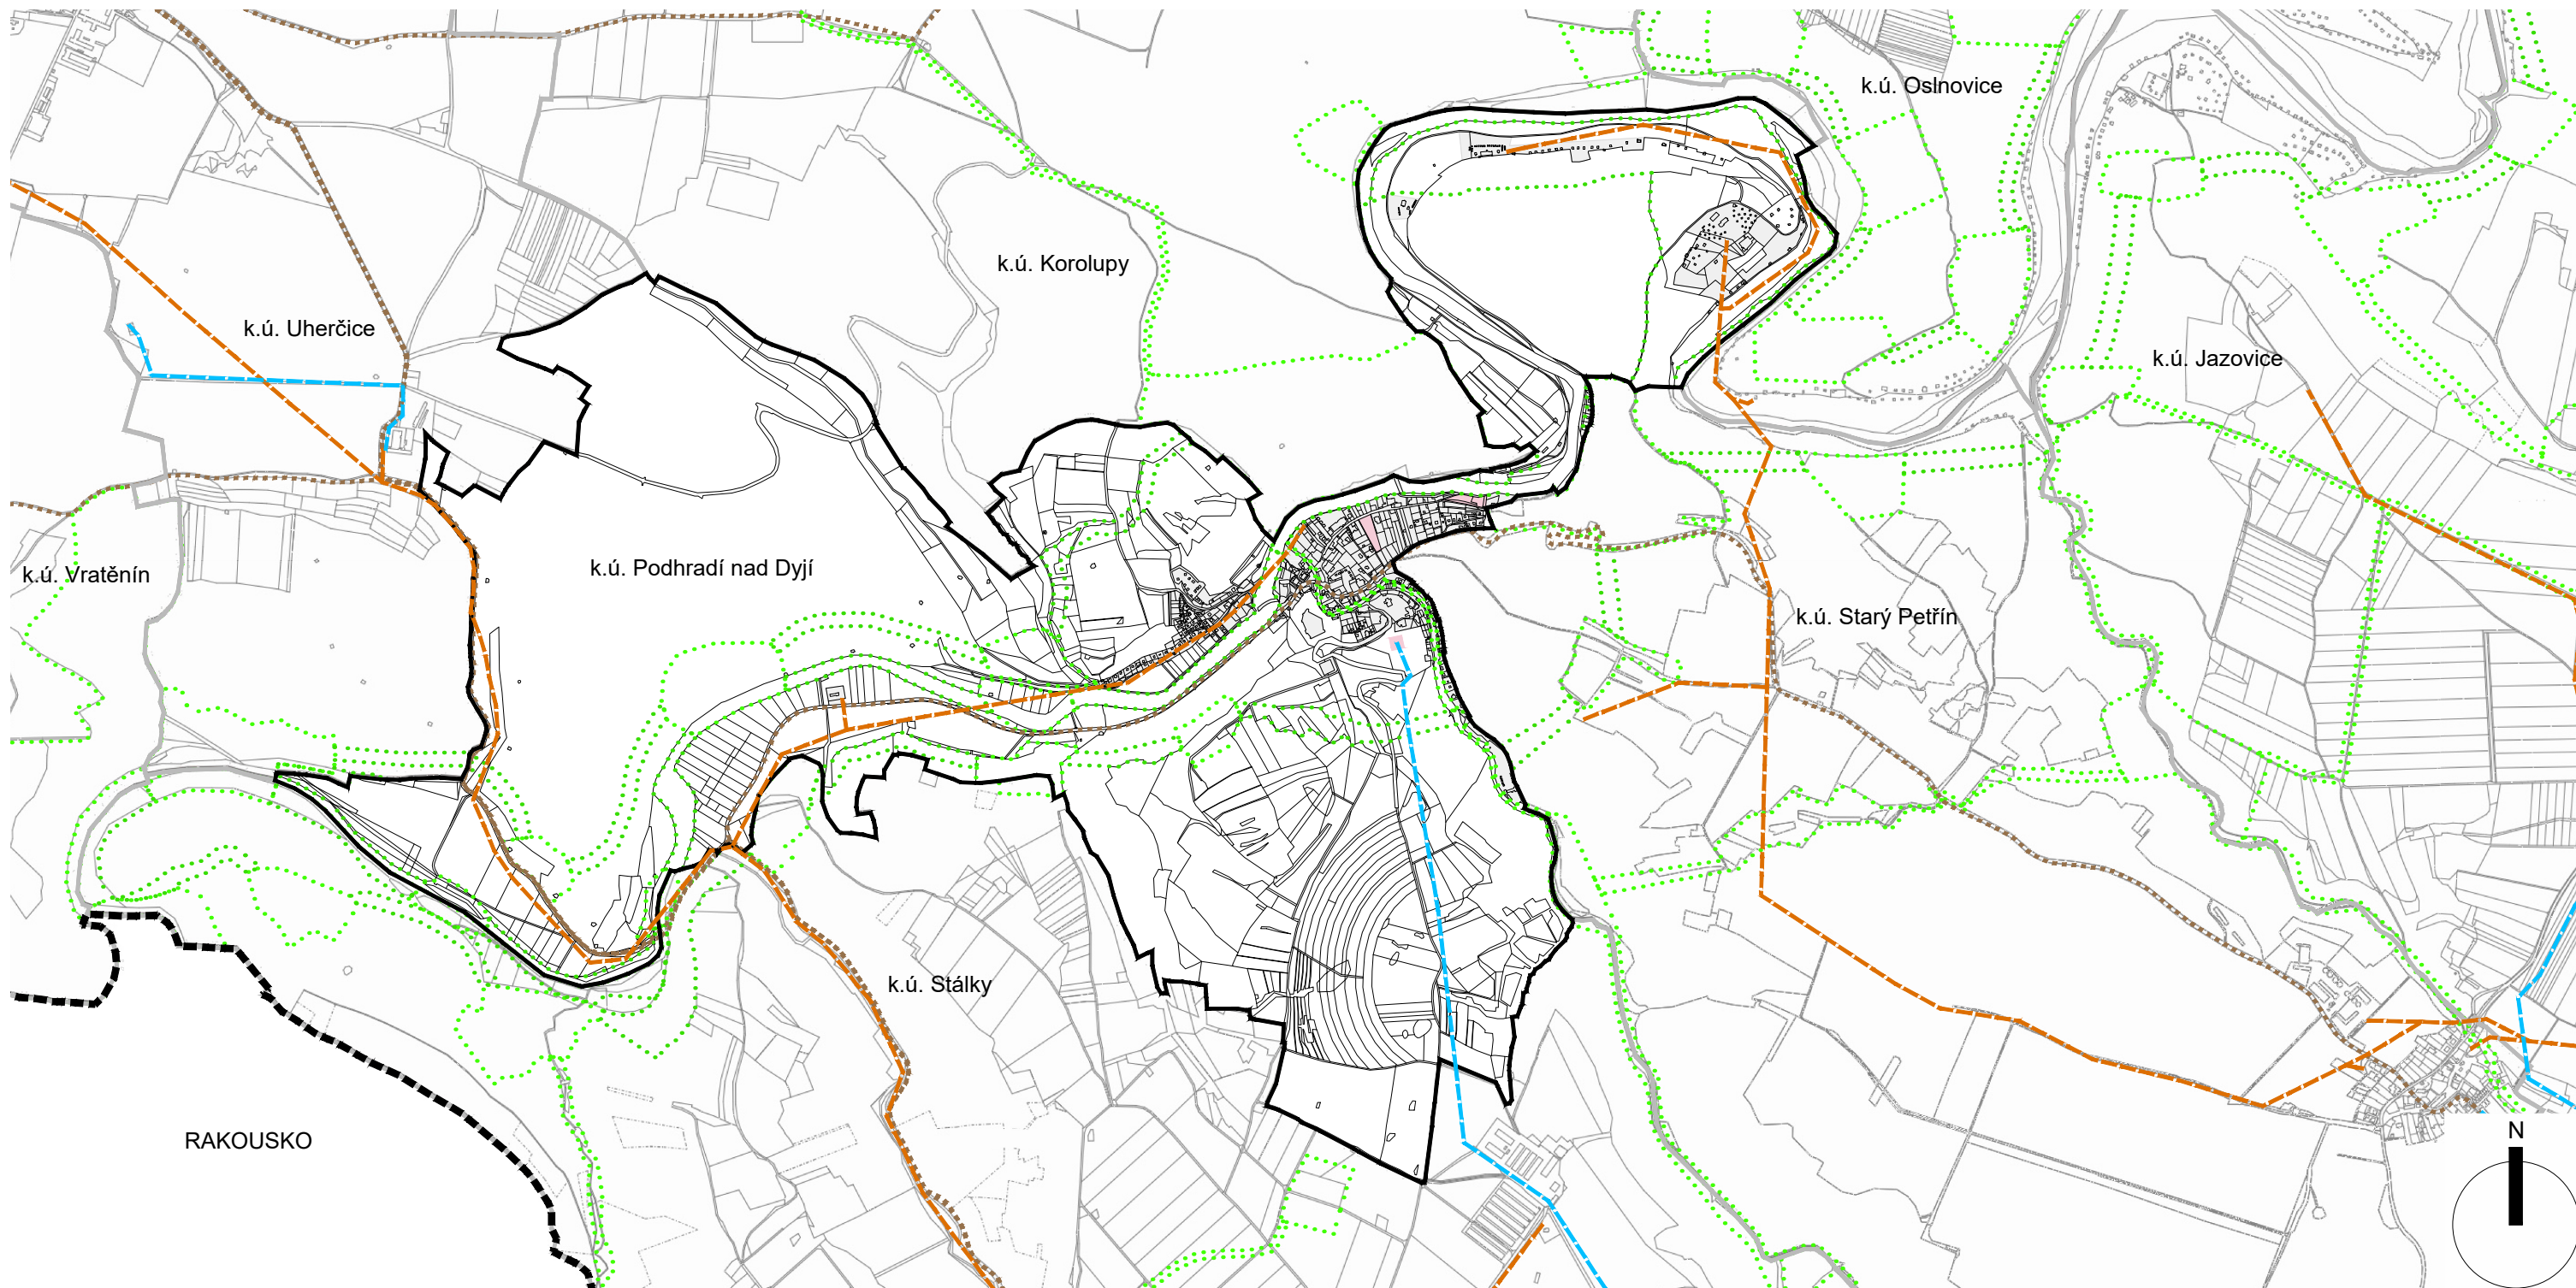 k.ú. Oslnovice
k.ú. Korolupy
k.ú. Uherčice
k.ú. Jazovice
k.ú. Podhradí nad Dyjí
k.ú. Vratěnín
k.ú. Starý Petřín
k.ú. Stálky
RAKOUSKO
N